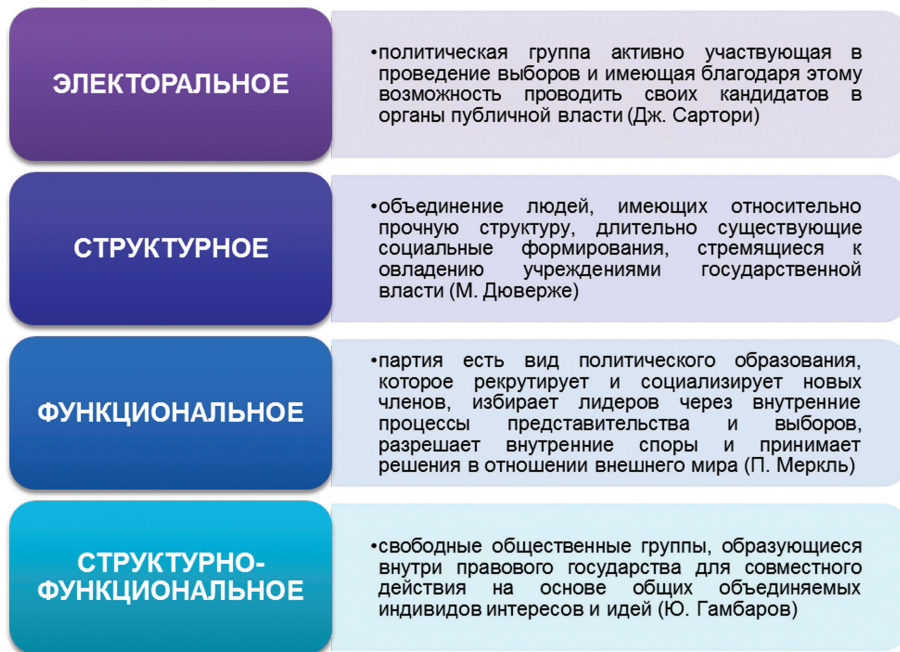 ЭЛЕКТОРАЛЬНОЕ
•политическая группа активно участвующая в
проведение выборов и имеющая благодаря этому
возможность проводить своих кандидатов в
органы публичной власти (Дж. Сартори)
СТРУКТУРНОЕ
•объединение людей, имеющих относительно
прочную структуру, длительно существующие
социальные формирования, стремящиеся к
овладению учреждениями государственной
власти (М. Дюверже)
ФУНКЦИОНАЛЬНОЕ
•партия есть вид политического образования,
которое рекрутирует и социализирует новых
членов, избирает лидеров через внутренние
процессы представительства и выборов,
разрешает внутренние споры и принимает
решения в отношении внешнего мира (П. Меркль)
СТРУКТУРНО-
ФУНКЦИОНАЛЬНОЕ
•свободные общественные группы, образующиеся
внутри правового государства для совместного
действия на основе общих объединяемых
индивидов интересов и идей (Ю. Гамбаров)